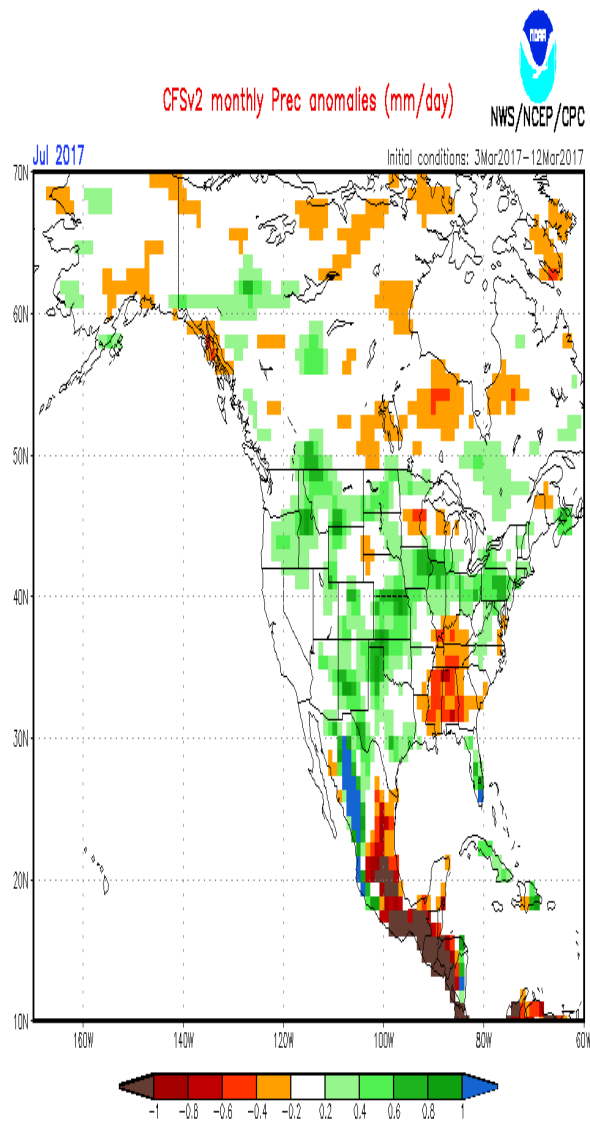 NOAA
CFSv2 monthly Prec anomalies (mm/day)
NWS/NCEP/CPC
Jul 2017
Initial conditions: 3Mar2017-12Mar2017
70N
60N
50N
40N
30N
20N
10N
160W 140W 120W 100W 80W 60W
-1 -0.8 -0.6 -0.4 -0.2 0.2 0.4 0.6 0.8 1